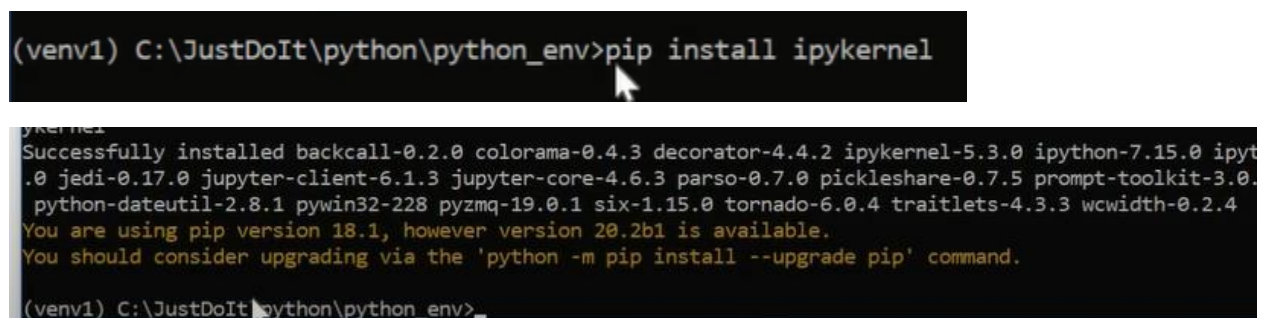 (venv1) C:\JustDoIt\python\python_env>pip install ipykernel
ykernel
Successfully installed backcall-0.2.0 colorama-0.4.3 decorator-4.4.2 ipykernel-5.3.0 ipython-7.15.0 ipyt
.0 jedi-0.17.0 jupyter-client-6.1.3 jupyter-core-4.6.3 parso-0.7.0 pickleshare-0.7.5 prompt-toolkit-3.0.
python-dateutil-2.8.1 pywin32-228 pyzmq-19.0.1 six-1.15.0 tornado-6.0.4 traitlets-4.3.3 wcwidth-0.2.4
You are using pip version 18.1, however version 20.2b1 is available.
You should consider upgrading via the 'python -m pip install --upgrade pip' command.
(venv1) C:\JustDoIt\python\python_env>_